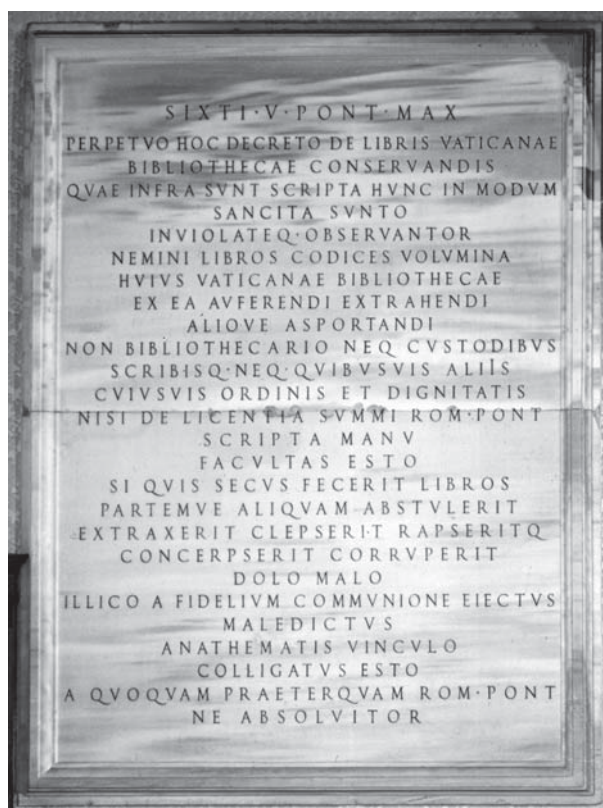 SIXTI·V·PONT·MAX
PERPETVO HOC DECRETO DE LIBRIS VATICANAE
BIBLIOTHECAE CONSERVANDIS
QVAE INFRA SVNT SCRIPTA HVNC IN MODVM
SANCITA SVNTO
INVIOLATEQ·OBSERVANTOR
NEMINI LIBROS CODICES VOLVMINA
HVIVS VATICANAE BIBLIOTHECAE
EX EA AVFERENDI EXTRAHENDI
ALIOVE ASPORTANDI
NON BIBLIOTHECARIO NEQ CVSTODIBVS
SCRIBISQ·NEQ·QVIBVSVIS ALIIS
CVIVSVIS ORDINIS ET DIGNITATIS
NISI DE LICENTIA SVMMI ROM·PONT
SCRIPTA MANV
FACVLTAS ESTO
SI QVIS SECVS FECERIT LIBROS
PARTEMVE ALIQVAM ABSTVLERIT
EXTRAXERIT CLEPSERIT RAPSERITQ
CONCERPSERIT CORRVPERIT
DOLO MALO
ILLICO A FIDELIVM COMMVNIONE EIECTVS
MALEDICTVS
ANATHEMATIS VINCVLO
COLLIGATVS ESTO
A QVOQVAM PRAETERQVAM ROM·PONT
NE ABSOLVITOR